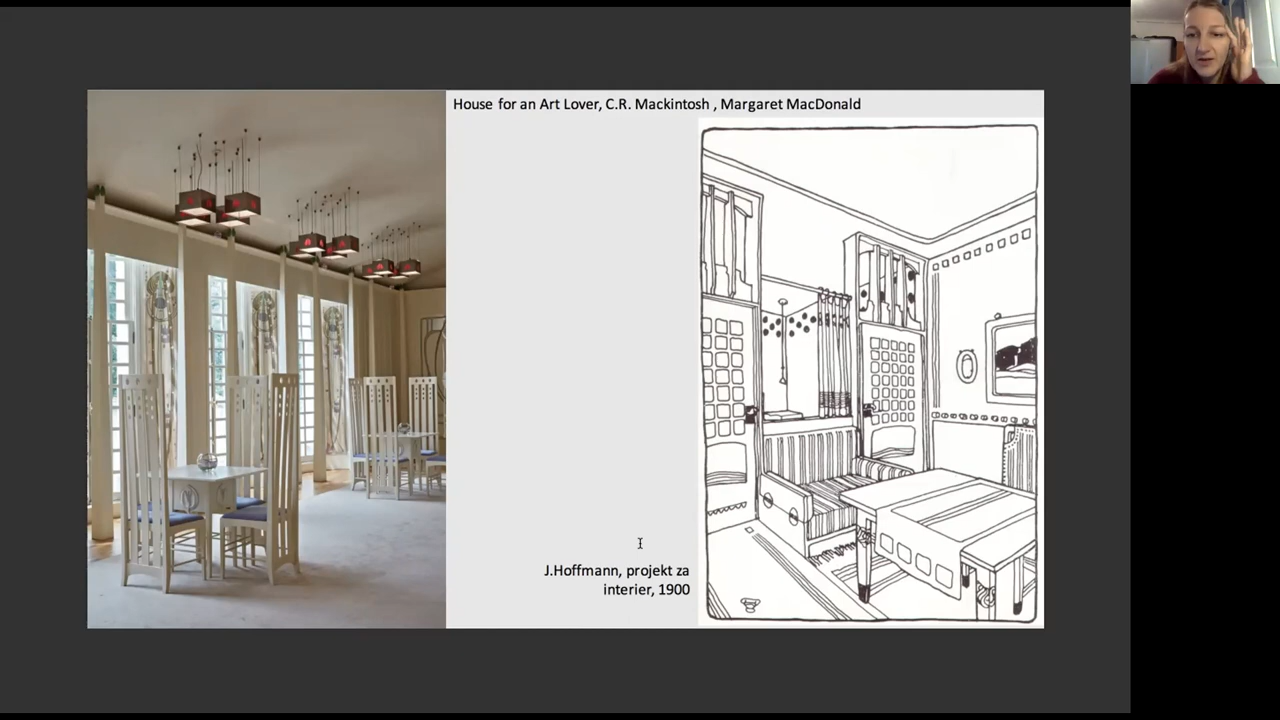 House for an Art Lover, C.R. Mackintosh , Margaret MacDonald
J.Hoffmann, projekt za
interier, 1900